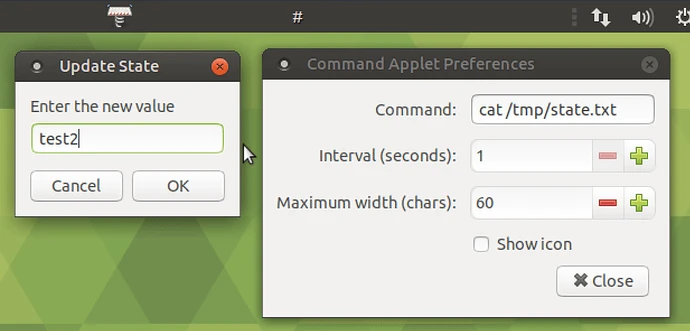 #
Update State
Enter the new value
test2
Cancel
OK
Command Applet Preferences
Command: cat /tmp/state.txt
Interval (seconds): 1
Maximum width (chars): 60
Show icon
Close